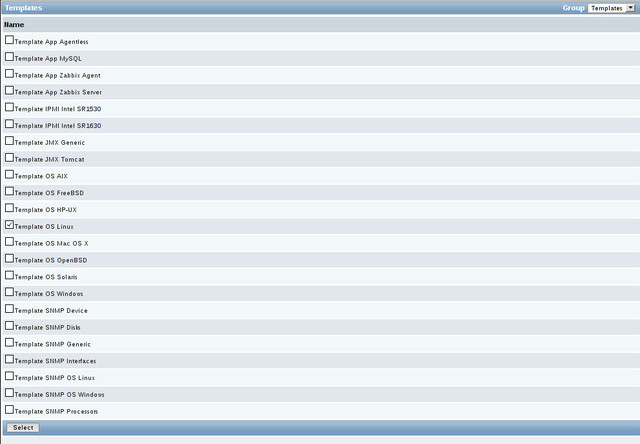 Templates Group Templates
Name
Template App Agentless
Template App MySQL
Template App Zabbix Agent
Template App Zabbix Server
Template IPMI Intel SR1530
Template IPMI Intel SR1630
Template JMX Generic
Template JMX Tomcat
Template OS AIX
Template OS FreeBSD
Template OS HP-UX
Template OS Linux
Template OS Mac OS X
Template OS OpenBSD
Template OS Solaris
Template OS Windows
Template SNMP Device
Template SNMP Disks
Template SNMP Generic
Template SNMP Interfaces
Template SNMP OS Linux
Template SNMP OS Windows
Template SNMP Processors
Select